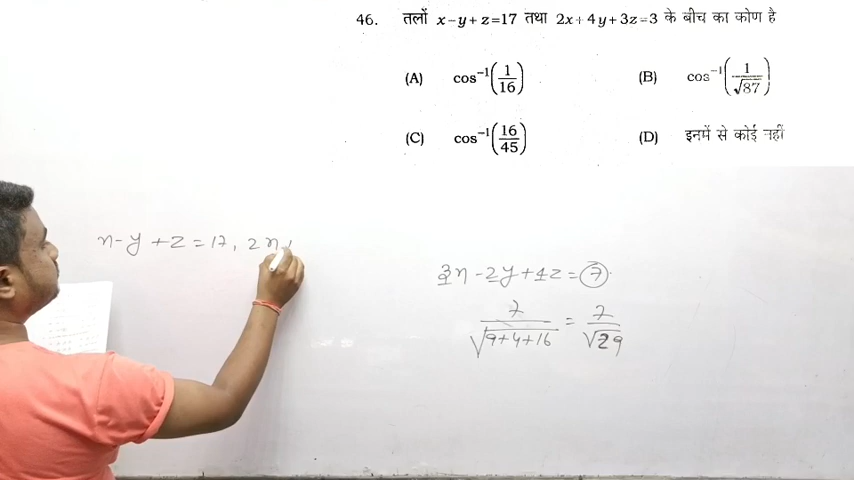 46. तलों x-y+z=17 तथा 2x+4y+3z=3 के बीच का कोण है
(A) cos⁻¹(1/16) (B) cos⁻¹(1/√87)
(C) cos⁻¹(16/45) (D) इनमें से कोई नहीं
x-y+z=17, 2x+
3x-2y+4z=7
7/√(9+4+16) = 7/√29